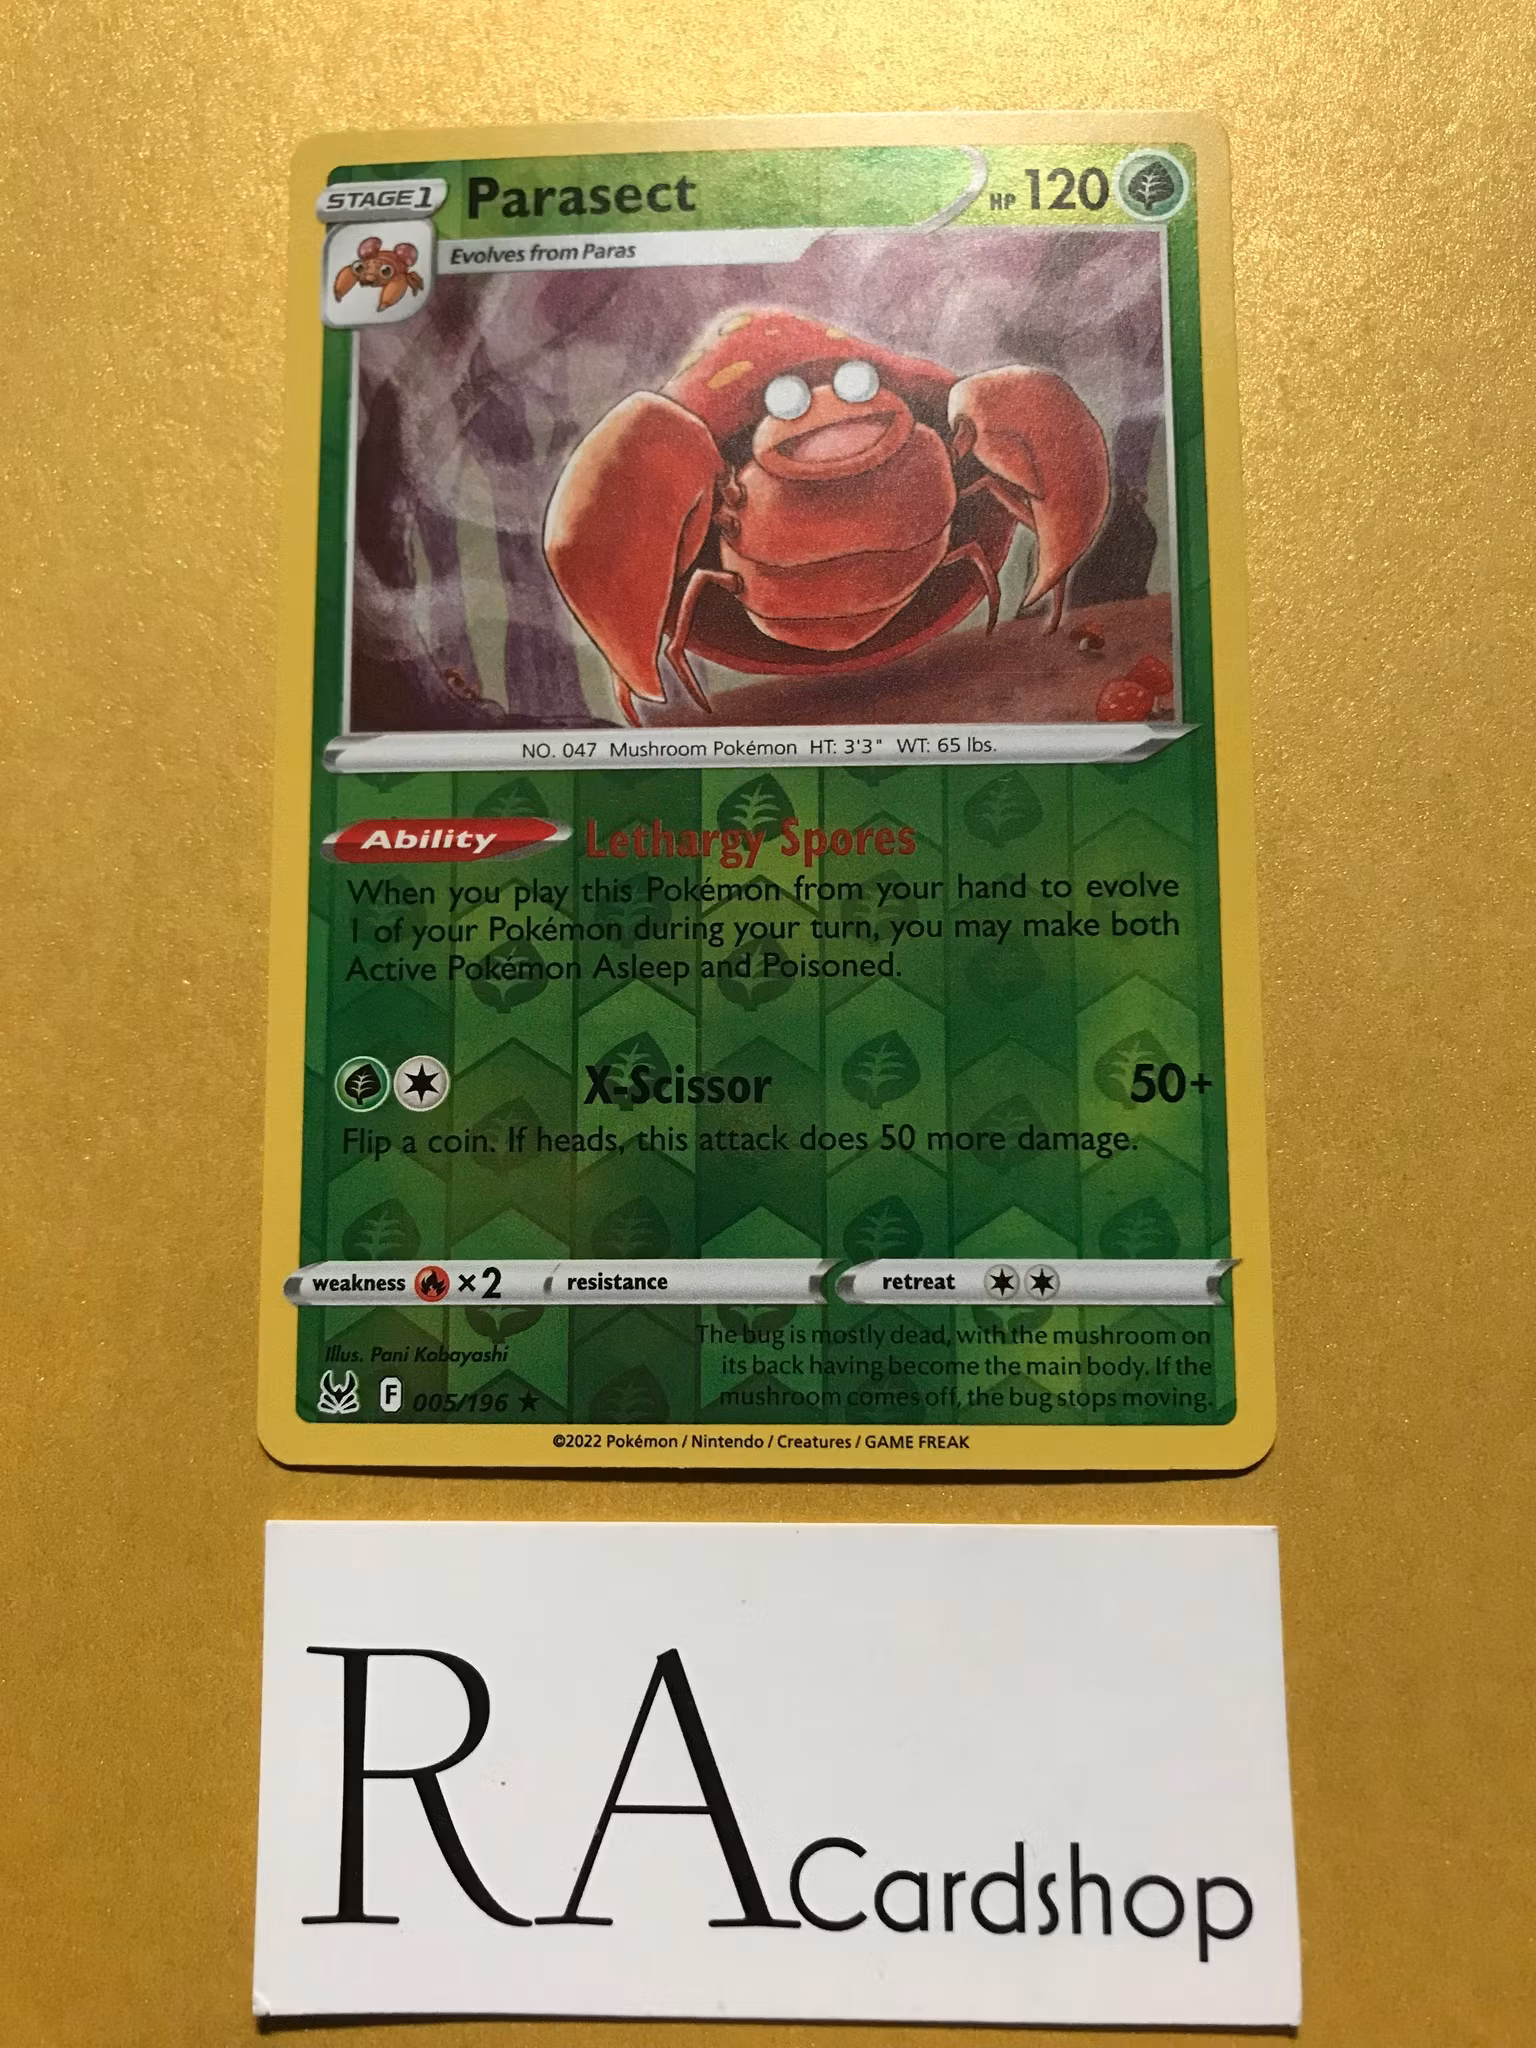 STAGE 1 Parasect HP 120
Evolves from Paras
NO. 047 Mushroom Pokémon HT: 3'3" WT: 65 lbs.
Ability Lethargy Spores
When you play this Pokémon from your hand to evolve
1 of your Pokémon during your turn, you may make both
Active Pokémon Asleep and Poisoned.
X-Scissor 50+
Flip a coin. If heads, this attack does 50 more damage.
weakness ×2 resistance retreat
The bug is mostly dead, with the mushroom on
its back having become the main body. If the
mushroom comes off, the bug stops moving.
Illus. Pani Kobayashi
F 005/196 ★
©2022 Pokémon / Nintendo / Creatures / GAME FREAK
RA Cardshop